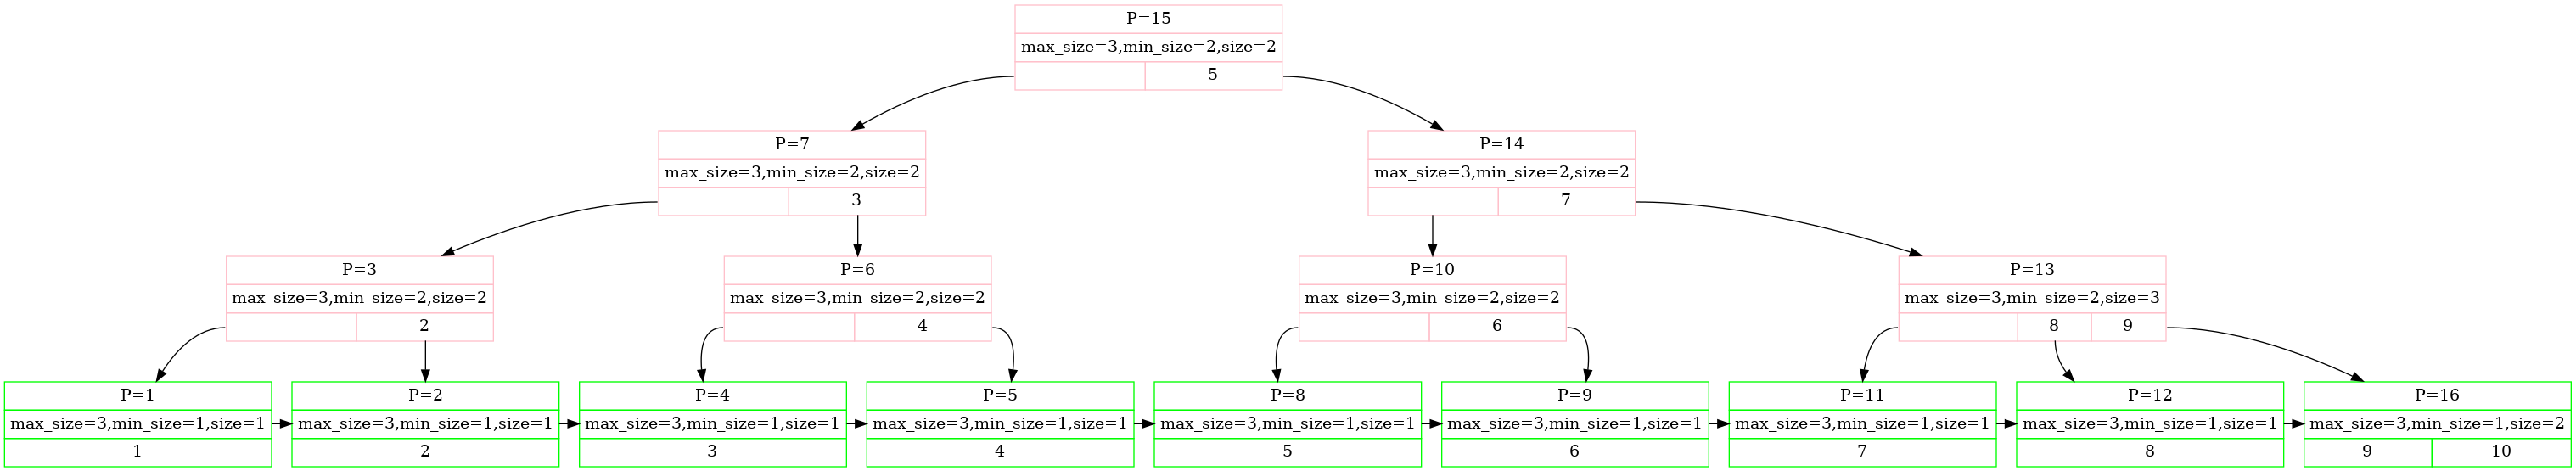 P=15
max_size=3,min_size=2,size=2
5
P=7
max_size=3,min_size=2,size=2
3
P=14
max_size=3,min_size=2,size=2
7
P=3
max_size=3,min_size=2,size=2
2
P=6
max_size=3,min_size=2,size=2
4
P=10
max_size=3,min_size=2,size=2
6
P=13
max_size=3,min_size=2,size=3
8 9
P=1
max_size=3,min_size=1,size=1
1
P=2
max_size=3,min_size=1,size=1
2
P=4
max_size=3,min_size=1,size=1
3
P=5
max_size=3,min_size=1,size=1
4
P=8
max_size=3,min_size=1,size=1
5
P=9
max_size=3,min_size=1,size=1
6
P=11
max_size=3,min_size=1,size=1
7
P=12
max_size=3,min_size=1,size=1
8
P=16
max_size=3,min_size=1,size=2
9 10